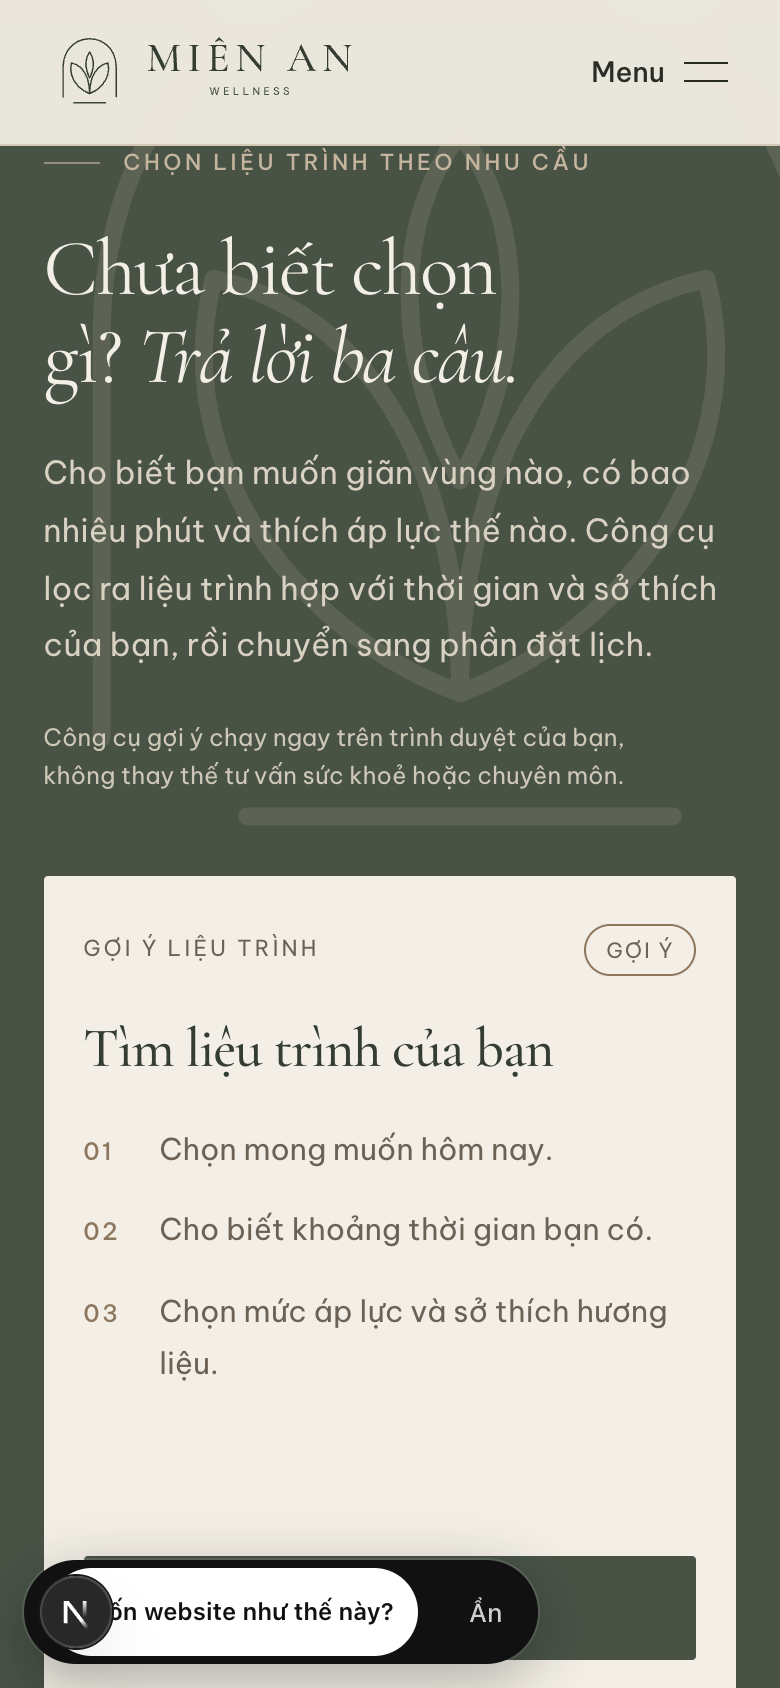 MIÊN AN
WELLNESS
Menu
CHỌN LIỆU TRÌNH THEO NHU CẦU
Chưa biết chọn
gì? Trả lời ba câu.
Cho biết bạn muốn giãn vùng nào, có bao
nhiêu phút và thích áp lực thế nào. Công cụ
lọc ra liệu trình hợp với thời gian và sở thích
của bạn, rồi chuyển sang phần đặt lịch.
Công cụ gợi ý chạy ngay trên trình duyệt của bạn,
không thay thế tư vấn sức khoẻ hoặc chuyên môn.
GỢI Ý LIỆU TRÌNH
GỢI Ý
Tìm liệu trình của bạn
01 Chọn mong muốn hôm nay.
02 Cho biết khoảng thời gian bạn có.
03 Chọn mức áp lực và sở thích hương
liệu.
N website như thế này? Ẩn